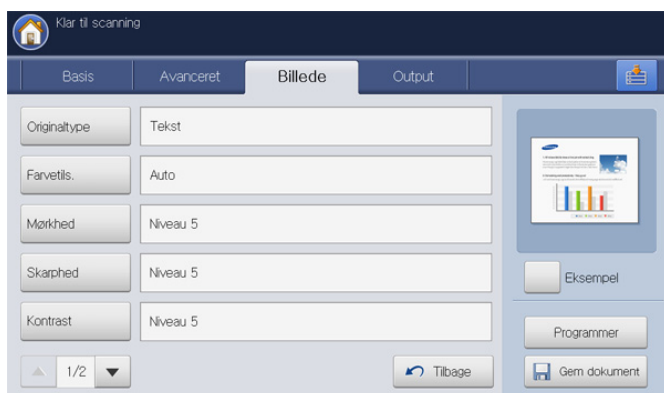 Klar til scanning
Basis
Avanceret
Billede
Output
Originaltype
Tekst
Farvetils.
Auto
Mørkhed
Niveau 5
Skarphed
Niveau 5
Kontrast
Niveau 5
Eksempel
Programmer
1/2
Tilbage
Gem dokument